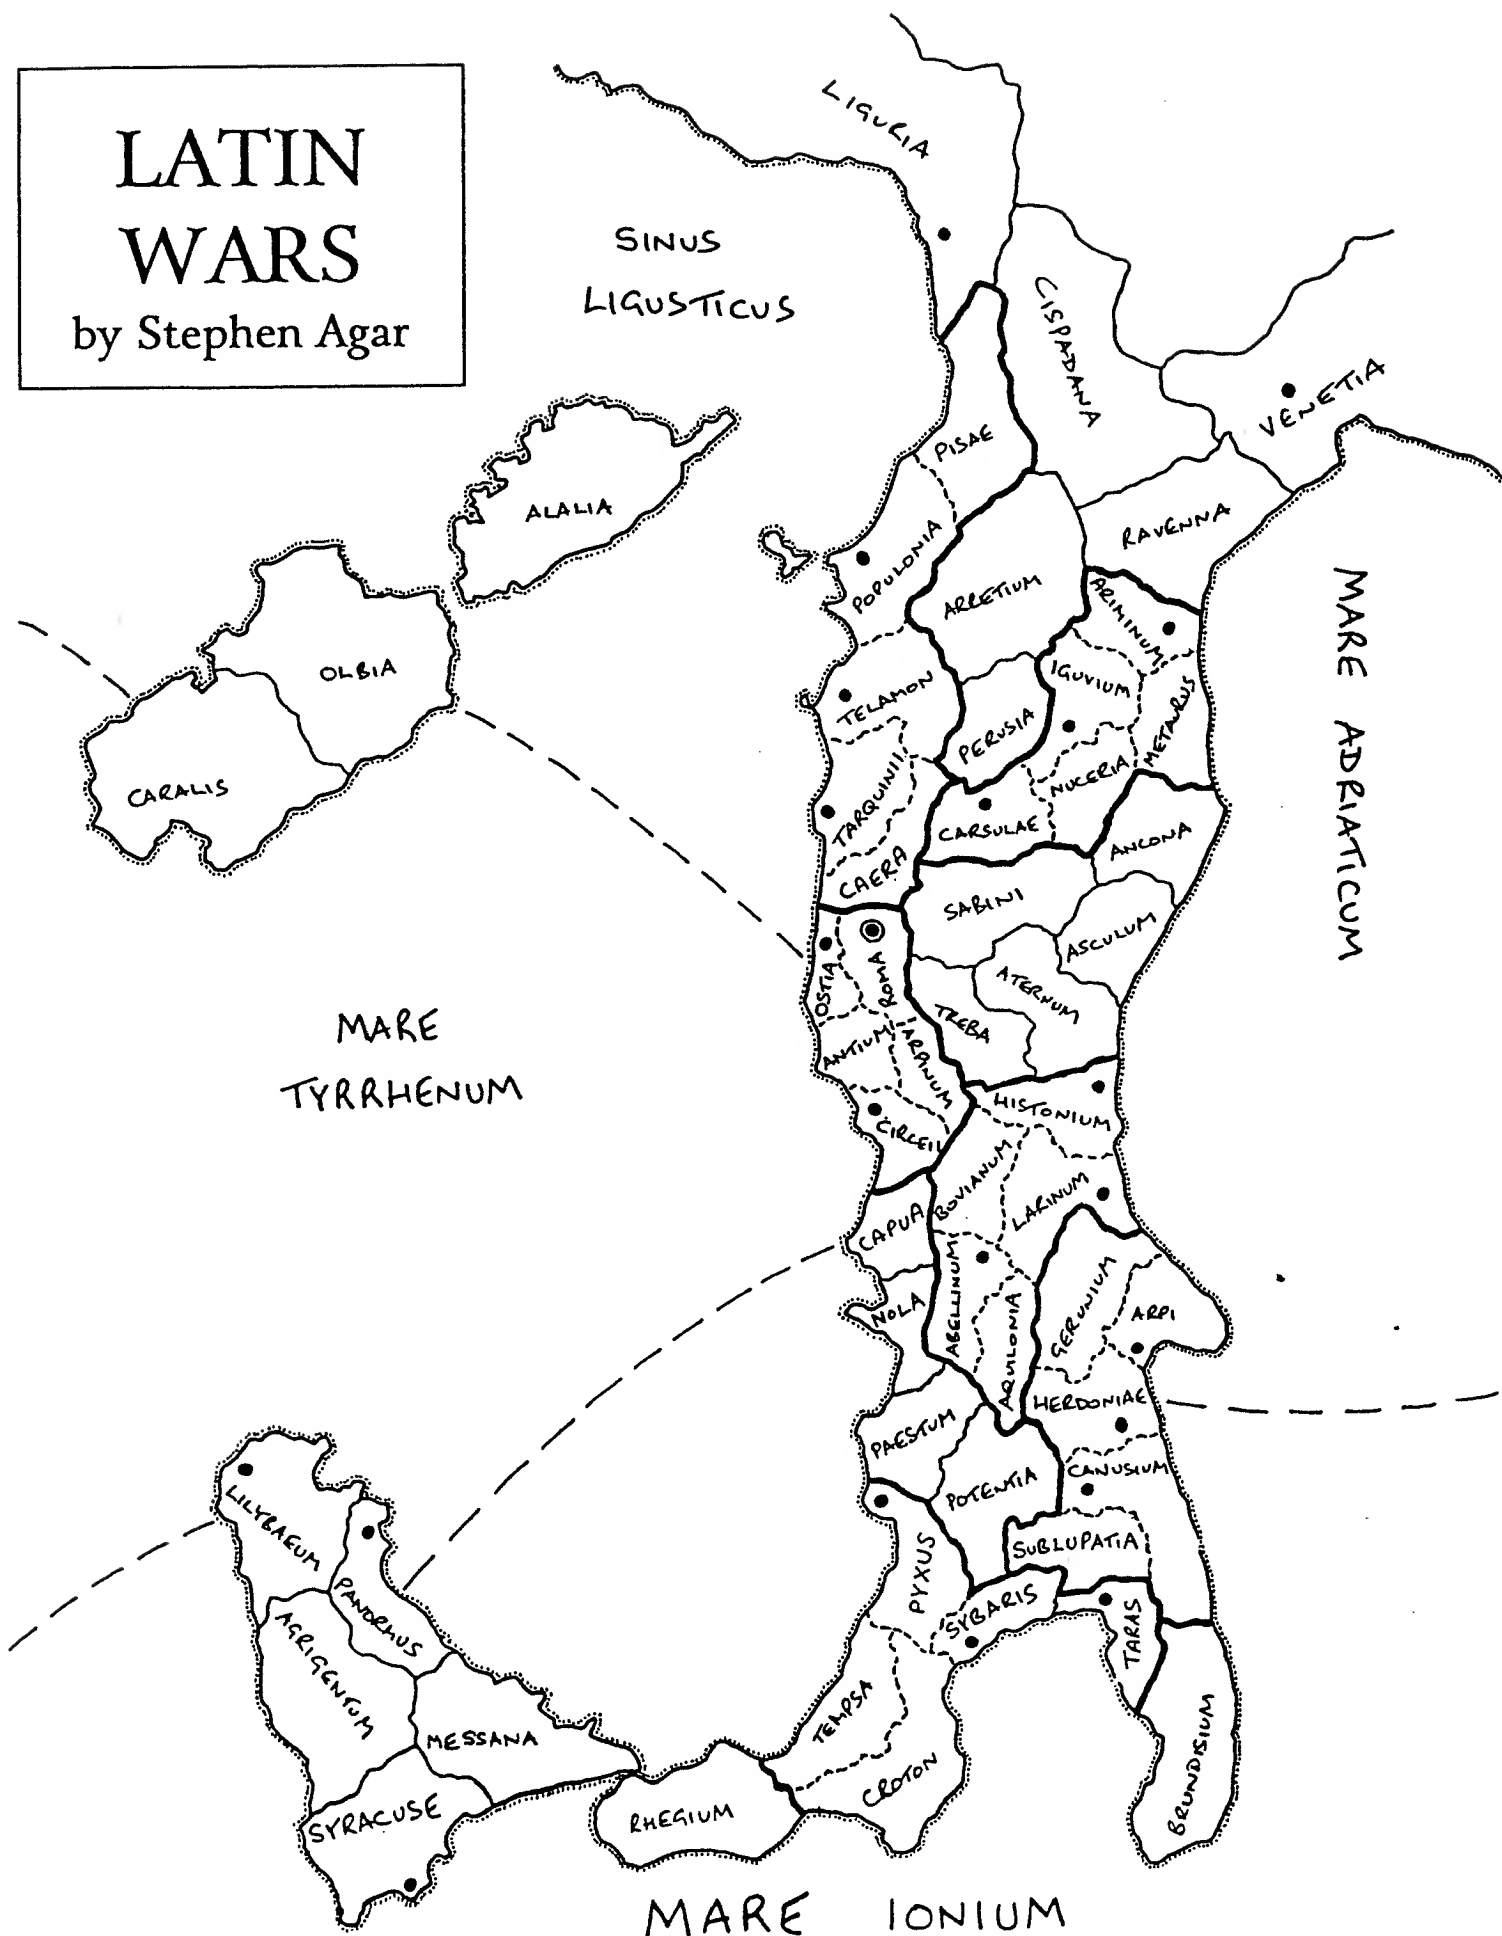 LATIN
WARS
by Stephen Agar
LIGURIA
SINUS
LIGUSTICUS
CISPADANA
VENETIA
PISAE
ALALIA
RAVENNA
POPULONIA
ARRETIUM
ARIMINUM
MARE ADRIATICUM
OLBIA
TELAMON
IGUVIUM
METAURUS
PERUSIA
CARALIS
TARQUINII
NUCERIA
CARSULAE
ANCONA
CAERA
SABINI
ASCULUM
OSTIA
ROMA
ATERNUM
TREBA
MARE
TYRRHENUM
ANTIUM
ARPINUM
HISTONIUM
CIRCEII
BOVIANUM
LARINUM
CAPUA
ABELLINUM
NOLA
AQUILONIA
GERUNIUM
ARPI
HERDONIAE
PAESTUM
POTENTIA
CANUSIUM
LILYBAEUM
PANORMUS
SUBLUPATIA
PYXUS
SYBARIS
TARAS
AGRIGENTUM
MESSANA
TEMPSA
SYRACUSE
RHEGIUM
CROTON
BRUNDISIUM
MARE IONIUM